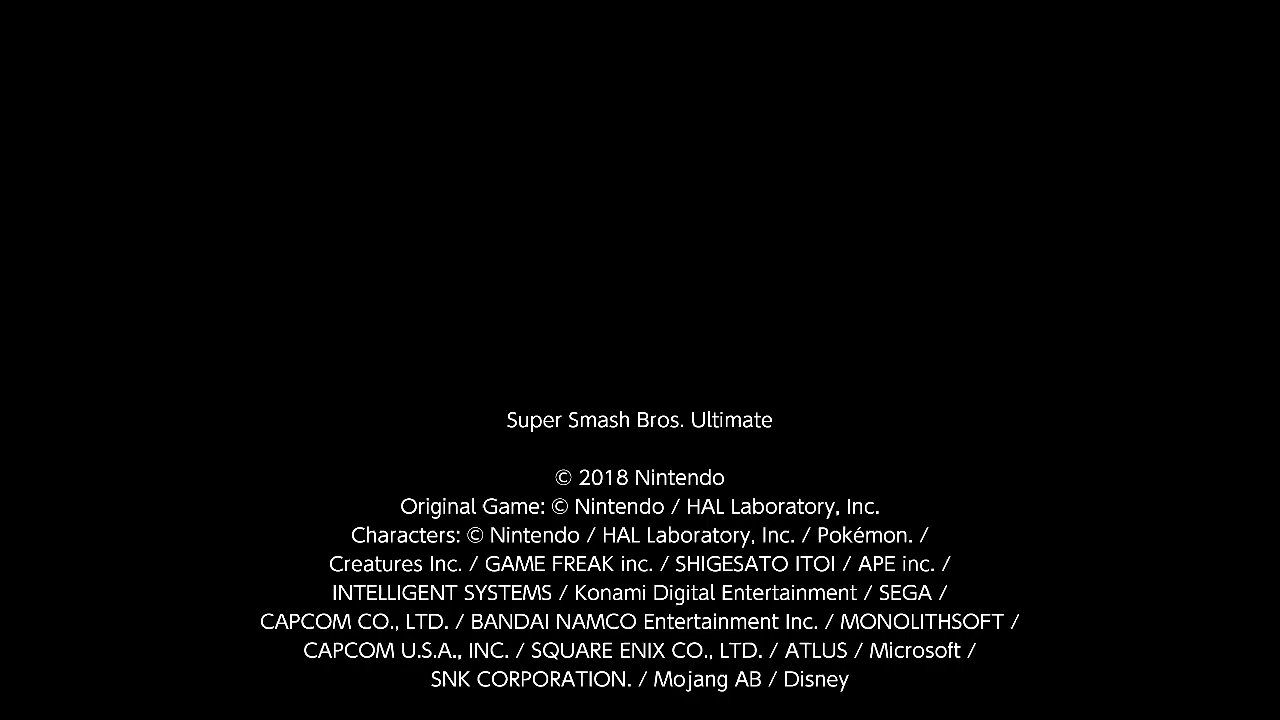 Super Smash Bros. Ultimate
© 2018 Nintendo
Original Game: © Nintendo / HAL Laboratory, Inc.
Characters: © Nintendo / HAL Laboratory, Inc. / Pokémon. /
Creatures Inc. / GAME FREAK inc. / SHIGESATO ITOI / APE inc. /
INTELLIGENT SYSTEMS / Konami Digital Entertainment / SEGA /
CAPCOM CO., LTD. / BANDAI NAMCO Entertainment Inc. / MONOLITHSOFT /
CAPCOM U.S.A., INC. / SQUARE ENIX CO., LTD. / ATLUS / Microsoft /
SNK CORPORATION. / Mojang AB / Disney